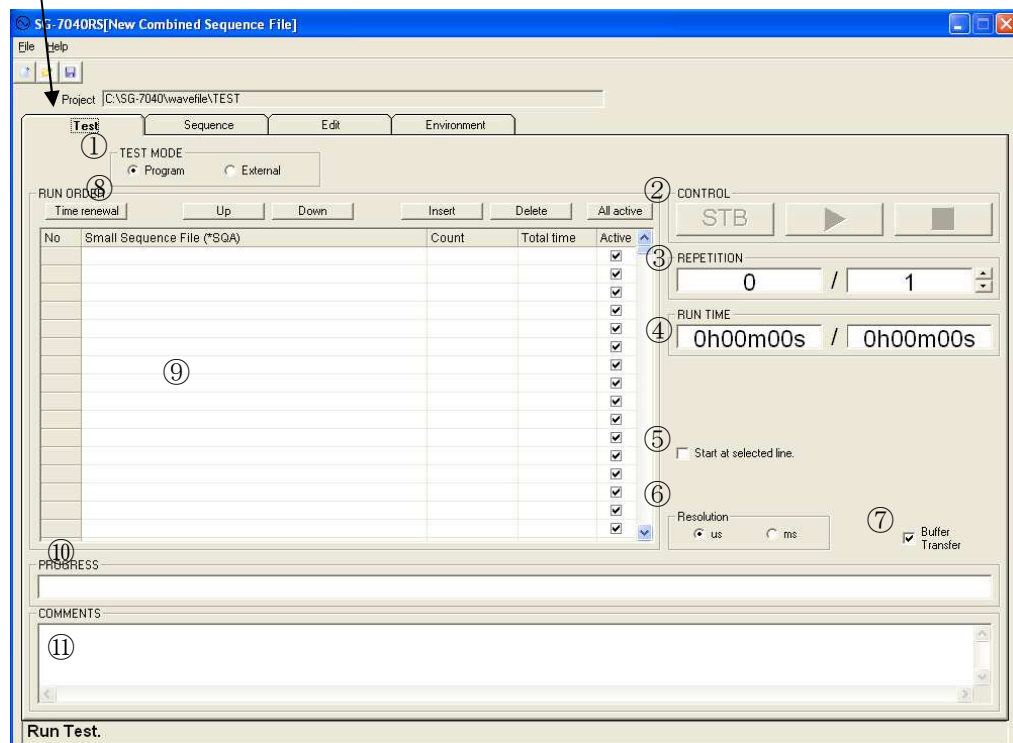 SG-7040RS[New Combined Sequence File]
File Help
Project C:\SG-7040\wavefile\TEST
Test Sequence Edit Environment
① TEST MODE
Program External
⑧
RUN ORDER
Time renewal Up Down Insert Delete All active
No Small Sequence File (*SQA) Count Total time Active
⑨
② CONTROL
STB
③ REPETITION
0 / 1
④ RUN TIME
0h00m00s / 0h00m00s
⑤ Start at selected line.
⑥ Resolution
us ms
⑦ Buffer
Transfer
⑩
PROGRESS
COMMENTS
⑪
Run Test.